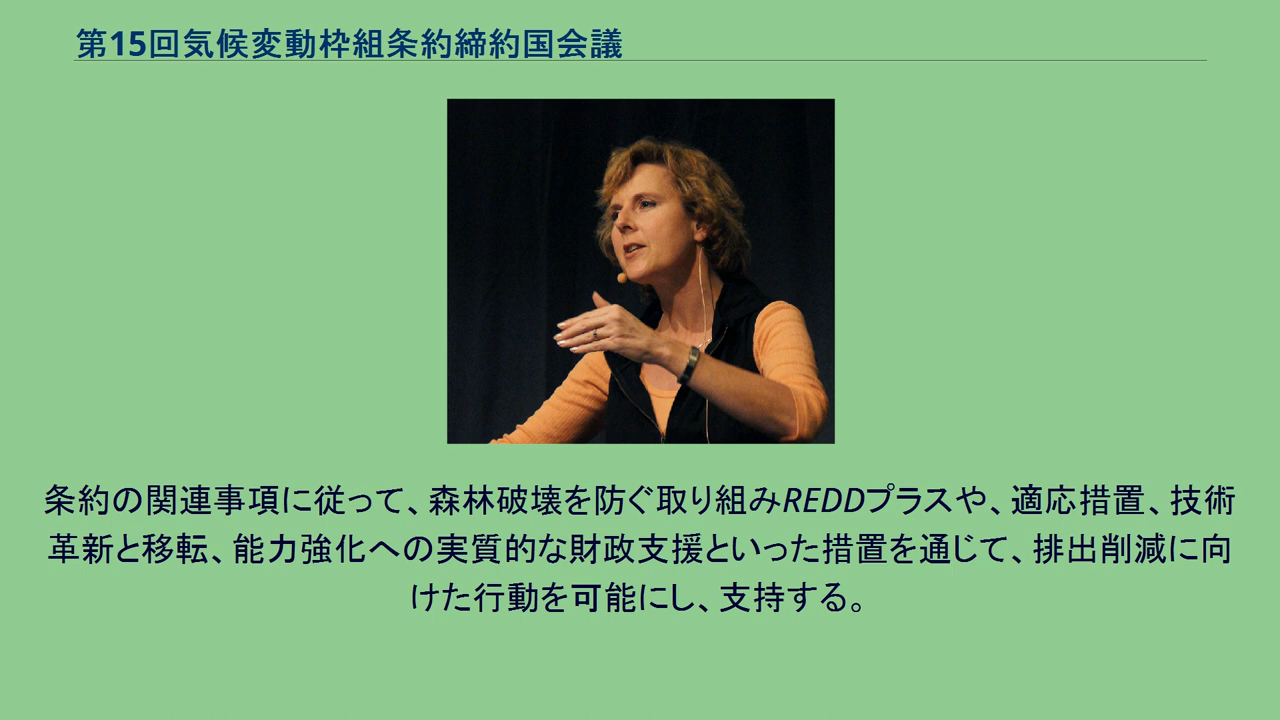 第15回気候変動枠組条約締約国会議
条約の関連事項に従って、森林破壊を防ぐ取り組みREDDプラスや、適応措置、技術
革新と移転、能力強化への実質的な財政支援といった措置を通じて、排出削減に向
けた行動を可能にし、支持する。